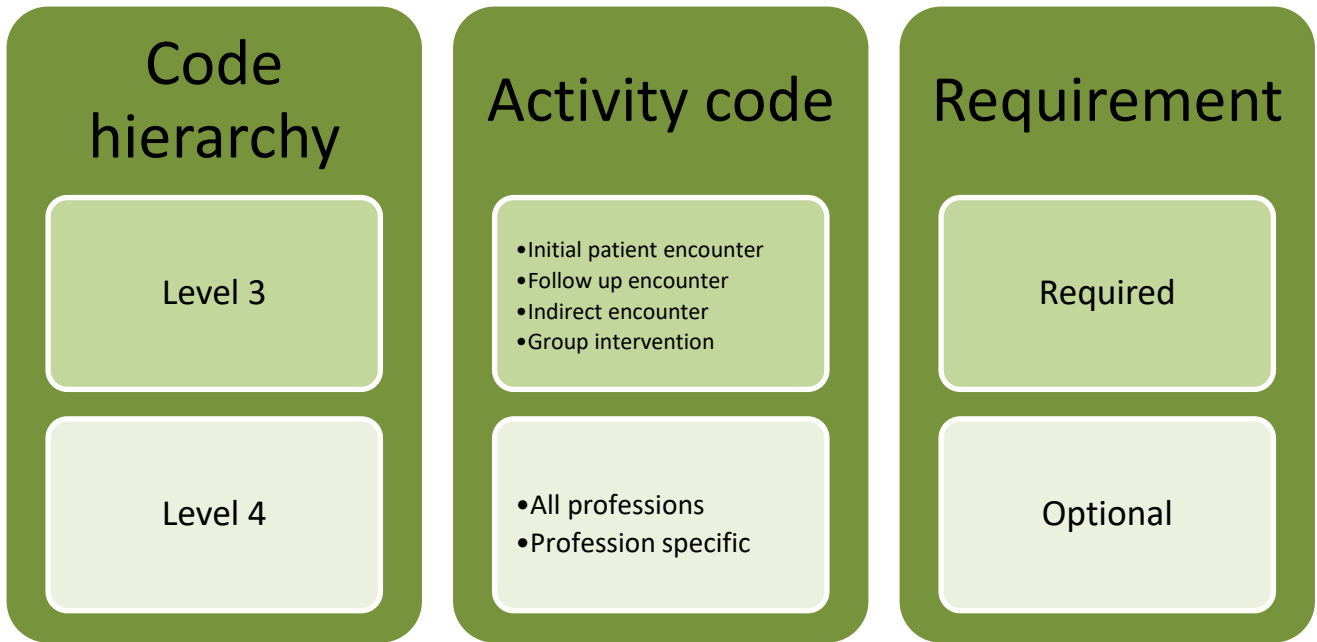 Code
hierarchy
Level 3
Level 4
Activity code
•Initial patient encounter
•Follow up encounter
•Indirect encounter
•Group intervention
•All professions
•Profession specific
Requirement
Required
Optional